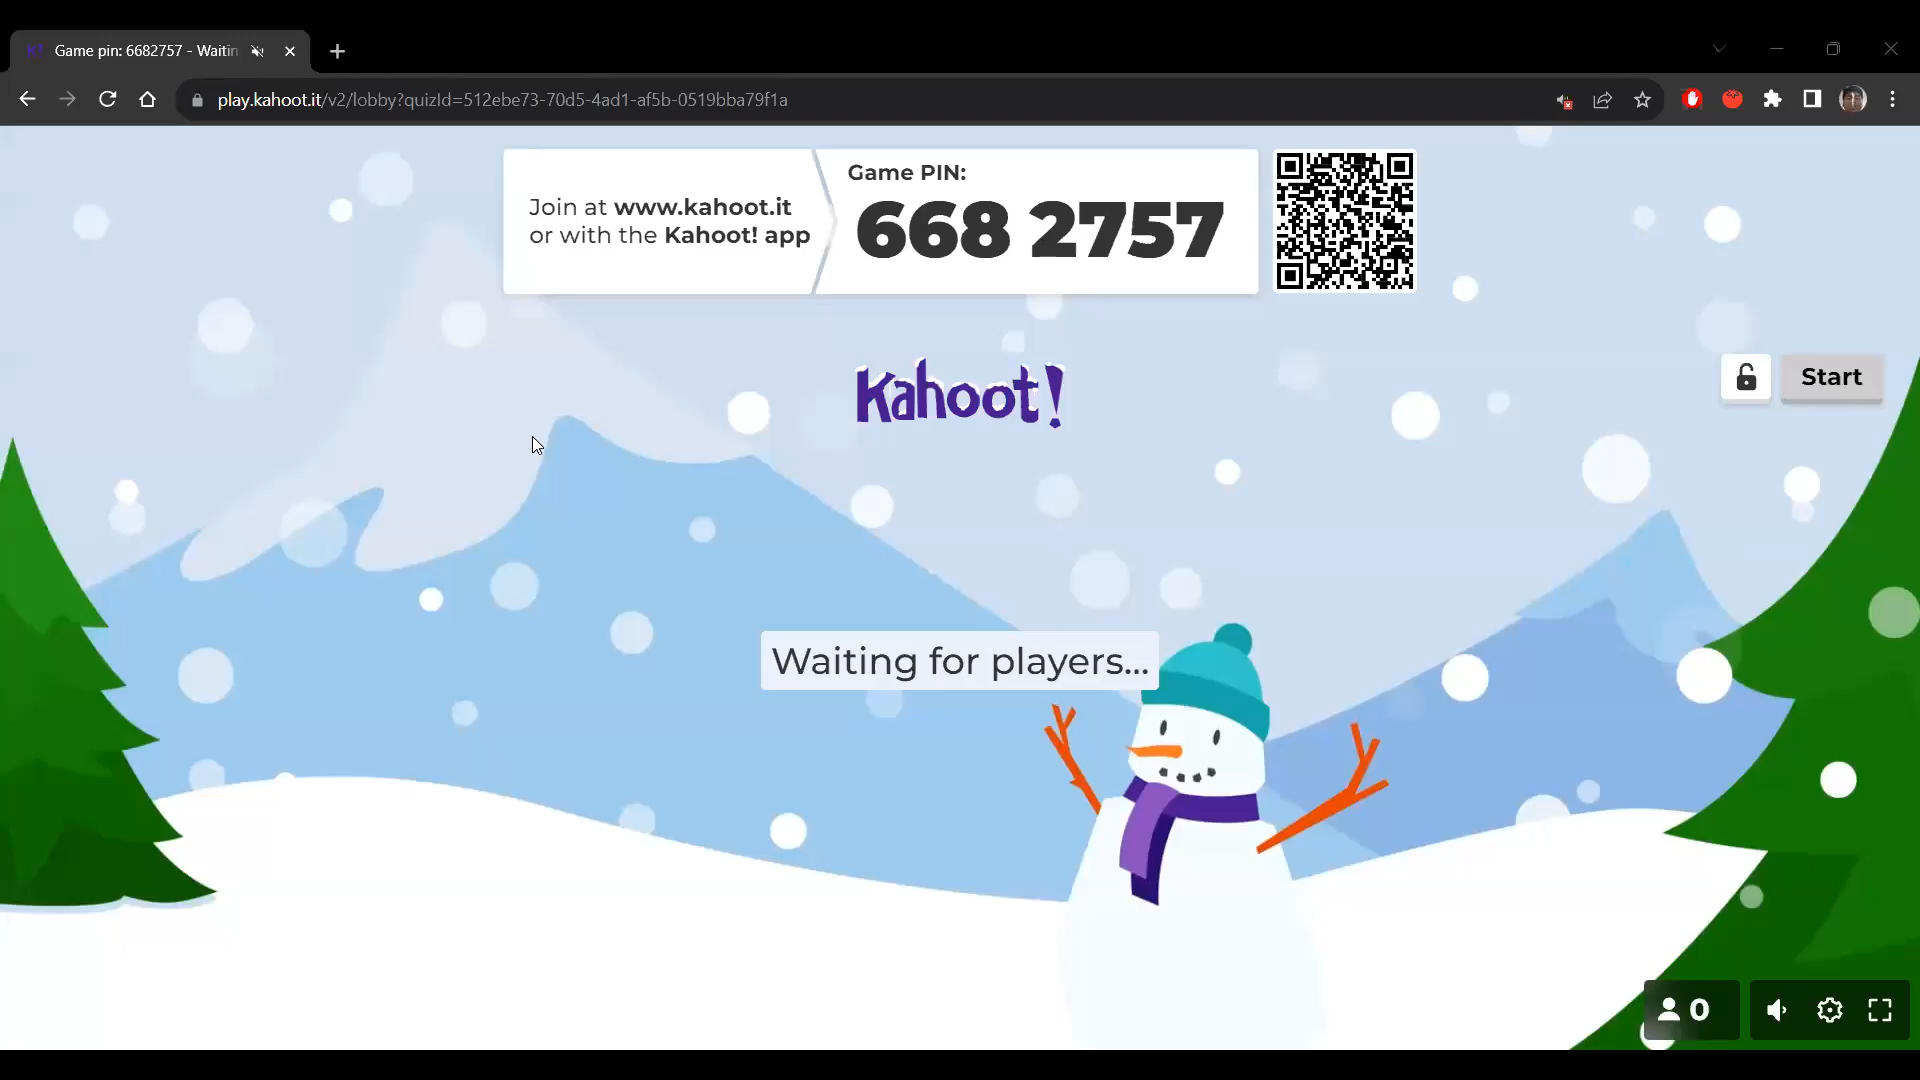 Game pin: 6682757 - Waitin
play.kahoot.it/v2/lobby?quizId=512ebe73-70d5-4ad1-af5b-0519bba79f1a
Join at www.kahoot.it
or with the Kahoot! app
Game PIN:
668 2757
Kahoot!
Start
Waiting for players...
0